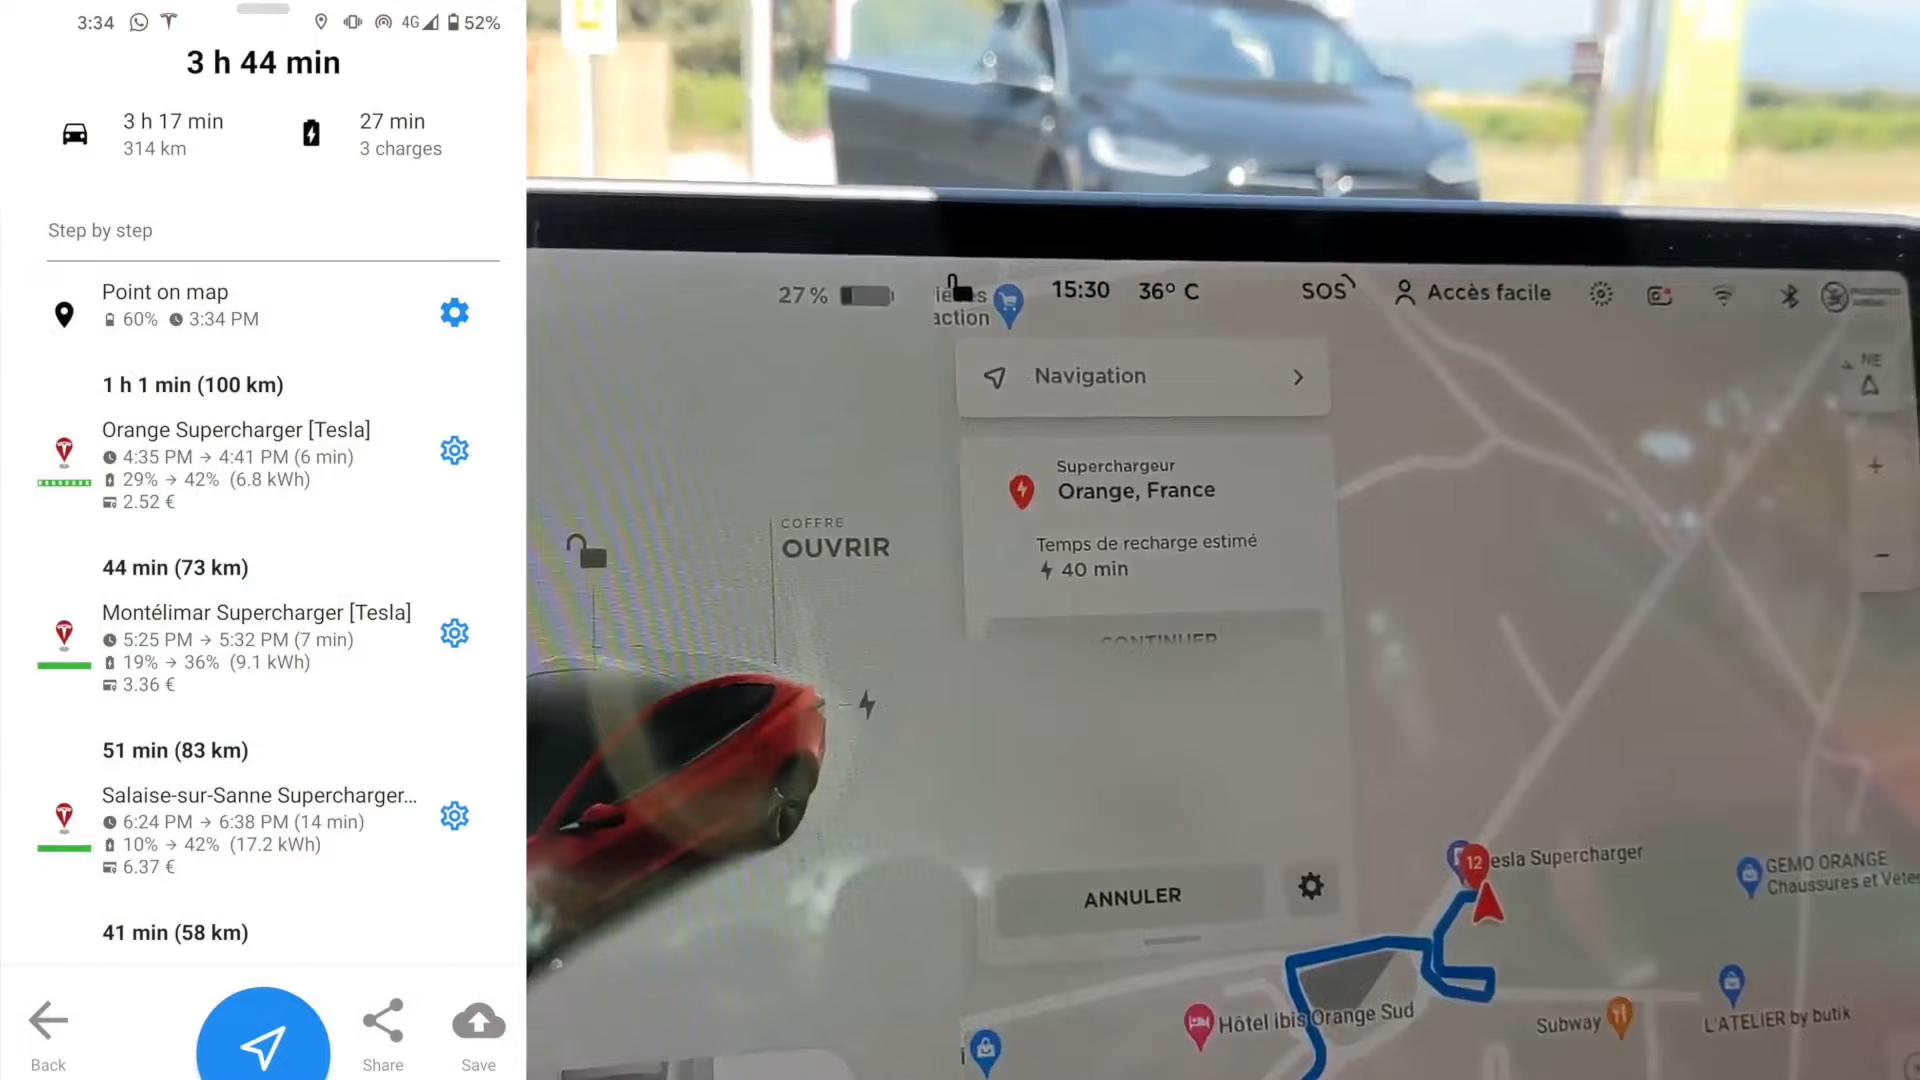 3:34
4G
52%
3 h 44 min
3 h 17 min
314 km
27 min
3 charges
Step by step
Point on map
60% 3:34 PM
1 h 1 min (100 km)
Orange Supercharger [Tesla]
4:35 PM → 4:41 PM (6 min)
29% → 42% (6.8 kWh)
2.52 €
44 min (73 km)
Montélimar Supercharger [Tesla]
5:25 PM → 5:32 PM (7 min)
19% → 36% (9.1 kWh)
3.36 €
51 min (83 km)
Salaise-sur-Sanne Supercharger...
6:24 PM → 6:38 PM (14 min)
10% → 42% (17.2 kWh)
6.37 €
41 min (58 km)
Back
Share
Save
27 %
15:30
36° C
SOS
Accès facile
action
Navigation
NE
Superchargeur
Orange, France
Temps de recharge estimé
40 min
CONTINUER
COFFRE
OUVRIR
ANNULER
12
esla Supercharger
GEMO ORANGE
Chaussures et Vête
Hôtel ibis Orange Sud
Subway
L'ATELIER by butik